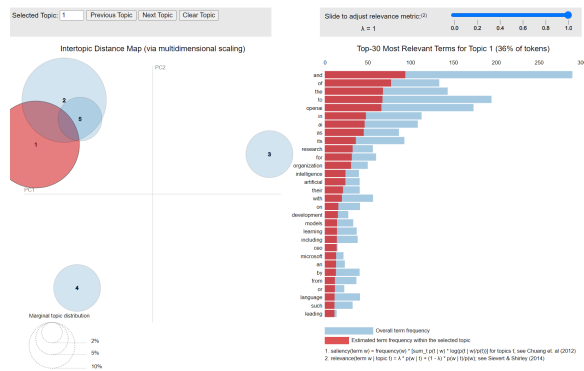 Selected Topic: 1 Previous Topic Next Topic Clear Topic
Slide to adjust relevance metric:(2)
λ = 1
0.0 0.2 0.4 0.6 0.8 1.0
Intertopic Distance Map (via multidimensional scaling)
PC2
PC1
2
5
1
3
4
Marginal topic distribution
2%
5%
10%
Top-30 Most Relevant Terms for Topic 1 (36% of tokens)
0 50 100 150 200 250
and
of
the
to
openai
in
ai
as
its
research
for
organization
intelligence
artificial
their
with
on
development
models
learning
including
ceo
microsoft
an
by
from
or
language
such
leading
Overall term frequency
Estimated term frequency within the selected topic
1. saliency(term w) = frequency(w) * [sum_t p(t | w) * log(p(t | w)/p(t))] for topics t; see Chuang et. al (2012)
2. relevance(term w | topic t) = λ * p(w | t) + (1 - λ) * p(w | t)/p(w); see Sievert & Shirley (2014)